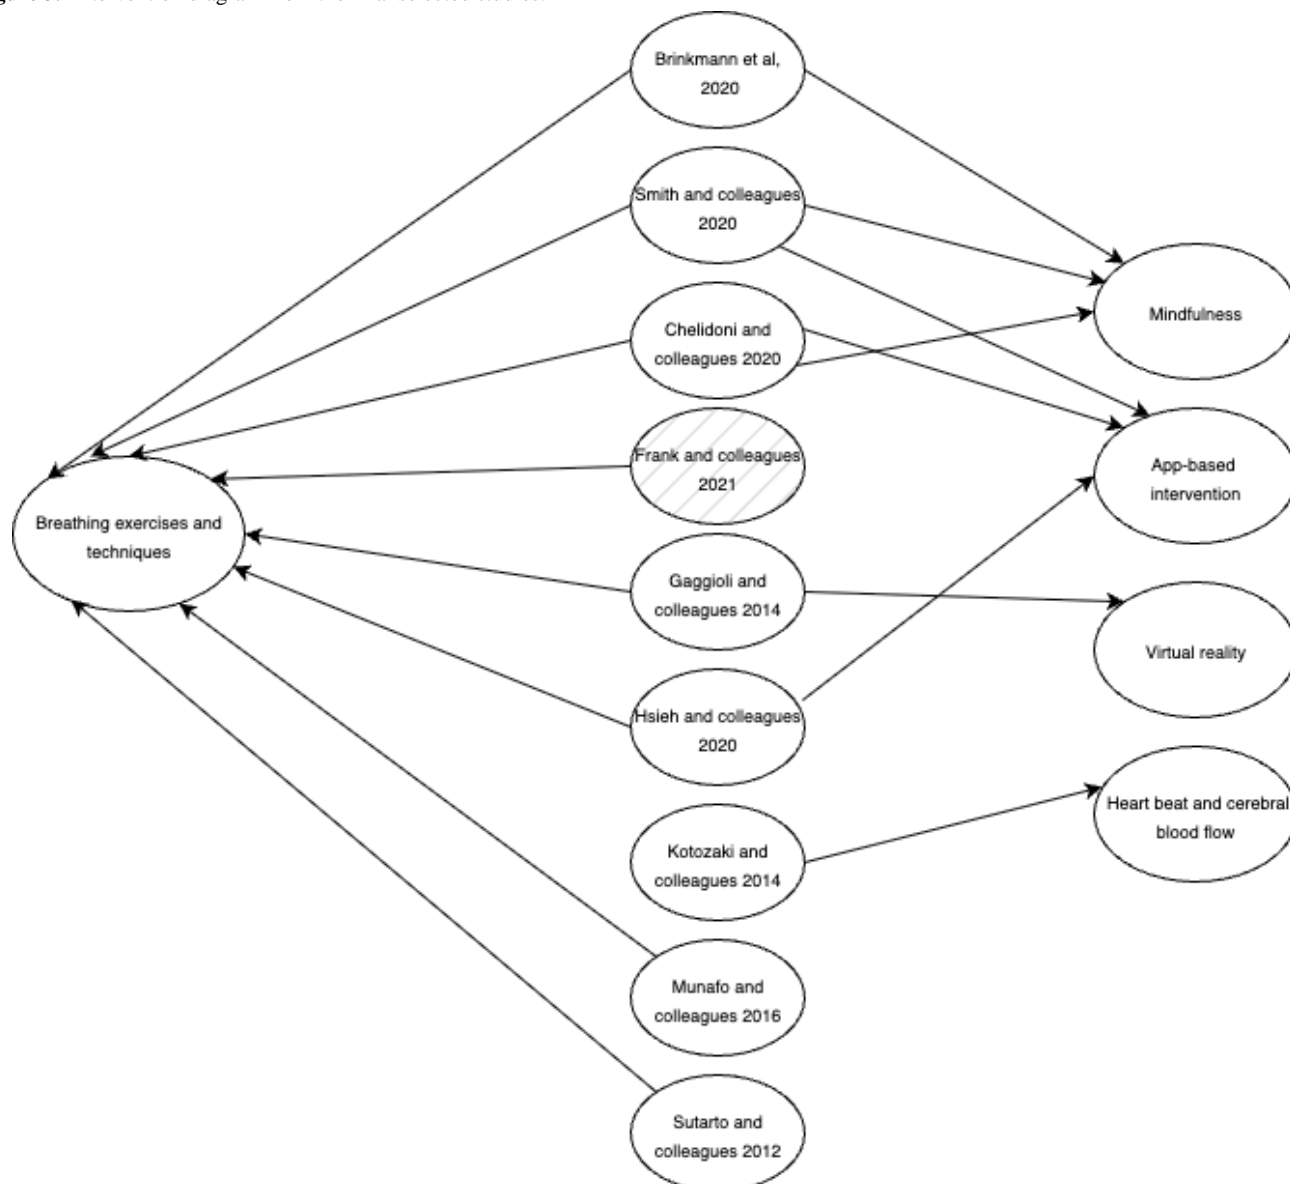 Brinkmann et al,
2020
Smith and colleagues
2020
Chelidoni and
colleagues 2020
Frank and colleagues
2021
Gaggioli and
colleagues 2014
Hsieh and colleagues
2020
Kotozaki and
colleagues 2014
Munafo and
colleagues 2016
Sutarto and
colleagues 2012
Breathing exercises and
techniques
Mindfulness
App-based
intervention
Virtual reality
Heart beat and cerebral
blood flow